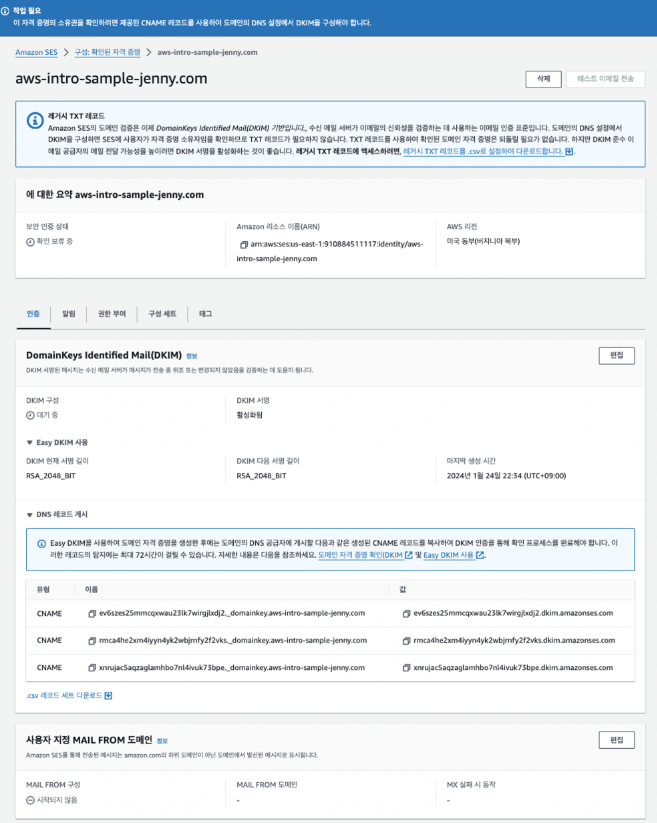 작업 필요
이 자격 증명의 소유권을 확인하려면 제공된 CNAME 레코드를 사용하여 도메인의 DNS 설정에서 DKIM을 구성해야 합니다.
Amazon SES > 구성: 확인된 자격 증명 > aws-intro-sample-jenny.com
aws-intro-sample-jenny.com
삭제
테스트 이메일 전송
레거시 TXT 레코드
Amazon SES의 도메인 검증은 이제 DomainKeys Identified Mail(DKIM) 기반입니다., 수신 메일 서버가 이메일의 신뢰성을 검증하는 데 사용하는 이메일 인증 표준입니다. 도메인의 DNS 설정에서
DKIM을 구성하면 SES에 사용자가 자격 증명 소유자임을 확인하므로 TXT 레코드가 필요하지 않습니다. TXT 레코드를 사용하여 확인된 도메인 자격 증명은 되돌릴 필요가 없습니다. 하지만 DKIM 준수 이
메일 공급자의 메일 전달 가능성을 높이려면 DKIM 서명을 활성화하는 것이 좋습니다. 레거시 TXT 레코드에 액세스하려면, 레거시 TXT 레코드를 .csv로 설정하여 다운로드합니다.
에 대한 요약 aws-intro-sample-jenny.com
보안 인증 상태
확인 보류 중
Amazon 리소스 이름(ARN)
arn:aws:ses:us-east-1:910884511117:identity/aws-
intro-sample-jenny.com
AWS 리전
미국 동부(버지니아 북부)
인증
알림
권한 부여
구성 세트
태그
DomainKeys Identified Mail(DKIM) 정보
편집
DKIM 서명된 메시지는 수신 메일 서버가 메시지가 전송 중 위조 또는 변경되지 않았음을 검증하는 데 도움이 됩니다.
DKIM 구성
대기 중
DKIM 서명
활성화됨
▼ Easy DKIM 사용
DKIM 현재 서명 길이
RSA_2048_BIT
DKIM 다음 서명 길이
RSA_2048_BIT
마지막 생성 시간
2024년 1월 24일 22:34 (UTC+09:00)
▼ DNS 레코드 게시
Easy DKIM을 사용하여 도메인 자격 증명을 생성한 후에는 도메인의 DNS 공급자에 게시할 다음과 같은 생성된 CNAME 레코드를 복사하여 DKIM 인증을 통해 확인 프로세스를 완료해야 합니다. 이
러한 레코드의 탐지에는 최대 72시간이 걸릴 수 있습니다. 자세한 내용은 다음을 참조하세요. 도메인 자격 증명 확인(DKIM 및 Easy DKIM 사용.
유형 이름 값
CNAME ev6szes25mmcqxwau23lk7wirgjlxdj2._domainkey.aws-intro-sample-jenny.com ev6szes25mmcqxwau23lk7wirgjlxdj2.dkim.amazonses.com
CNAME rmca4he2xm4iyyn4yk2wbjrnfy2f2vks._domainkey.aws-intro-sample-jenny.com rmca4he2xm4iyyn4yk2wbjrnfy2f2vks.dkim.amazonses.com
CNAME xnrujac5aqzaglamhbo7nl4ivuk73bpe._domainkey.aws-intro-sample-jenny.com xnrujac5aqzaglamhbo7nl4ivuk73bpe.dkim.amazonses.com
.csv 레코드 세트 다운로드
사용자 지정 MAIL FROM 도메인 정보
편집
Amazon SES를 통해 전송된 메시지는 amazon.com의 하위 도메인이 아닌 도메인에서 발신된 메시지로 표시됩니다.
MAIL FROM 구성
시작되지 않음
MAIL FROM 도메인
-
MX 실패 시 동작
-